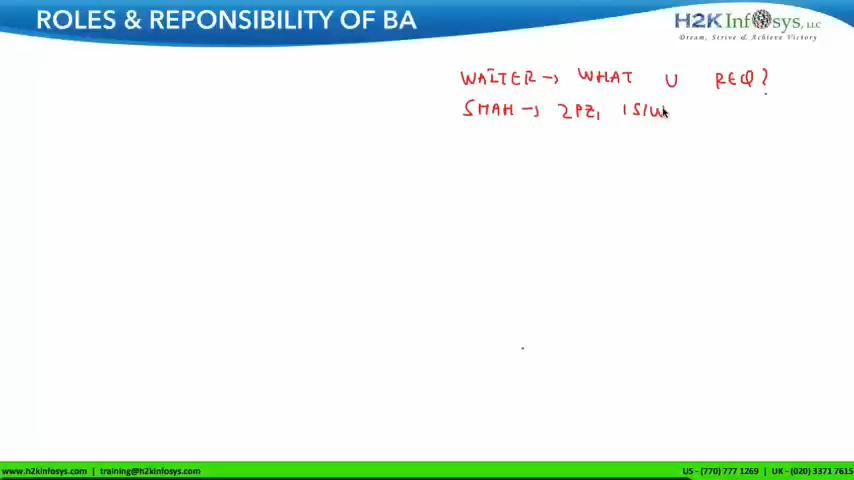 ROLES & REPONSIBILITY OF BA
H2K Infosys, LLC
Dream, Strive & Achieve Victory
WAITER → WHAT U REQ?
SHAH → 2PZ, 1 S/W
www.h2kinfosys.com | training@h2kinfosys.com
US - (770) 777 1269 | UK - (020) 3371 7615